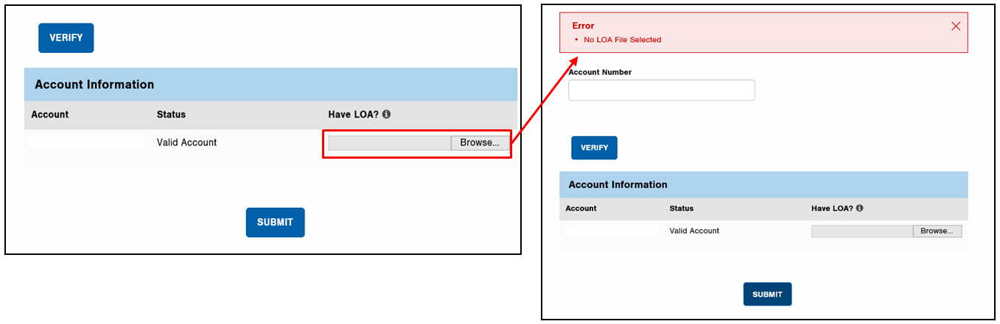 VERIFY
Account Information
Account Status Have LOA?
Valid Account Browse...
SUBMIT
Error
• No LOA File Selected
Account Number
VERIFY
Account Information
Account Status Have LOA?
Valid Account Browse...
SUBMIT